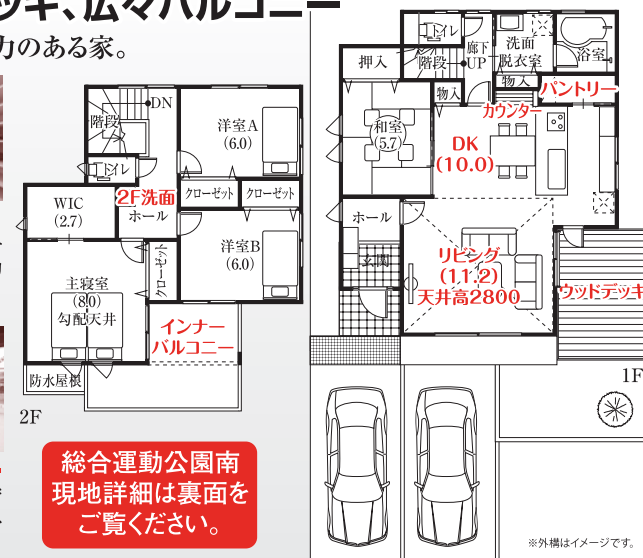 ッキ、広々バルコニー
力のある家。
階段
DN
洋室A
(6.0)
トイレ
2F洗面
ホール
クローゼット
クローゼット
WIC
(2.7)
洋室B
(6.0)
クローゼット
主寝室
(8.0)
勾配天井
インナー
バルコニー
防水屋根
2F
総合運動公園南
現地詳細は裏面を
ご覧ください。
トイレ
廊下
洗面
脱衣室
浴室
押入
階段
UP
物入
物入
パントリー
カウンター
和室
(5.7)
DK
(10.0)
ホール
玄関
リビング
(11.2)
天井高2800
ウッドデッキ
1F
※外構はイメージです。